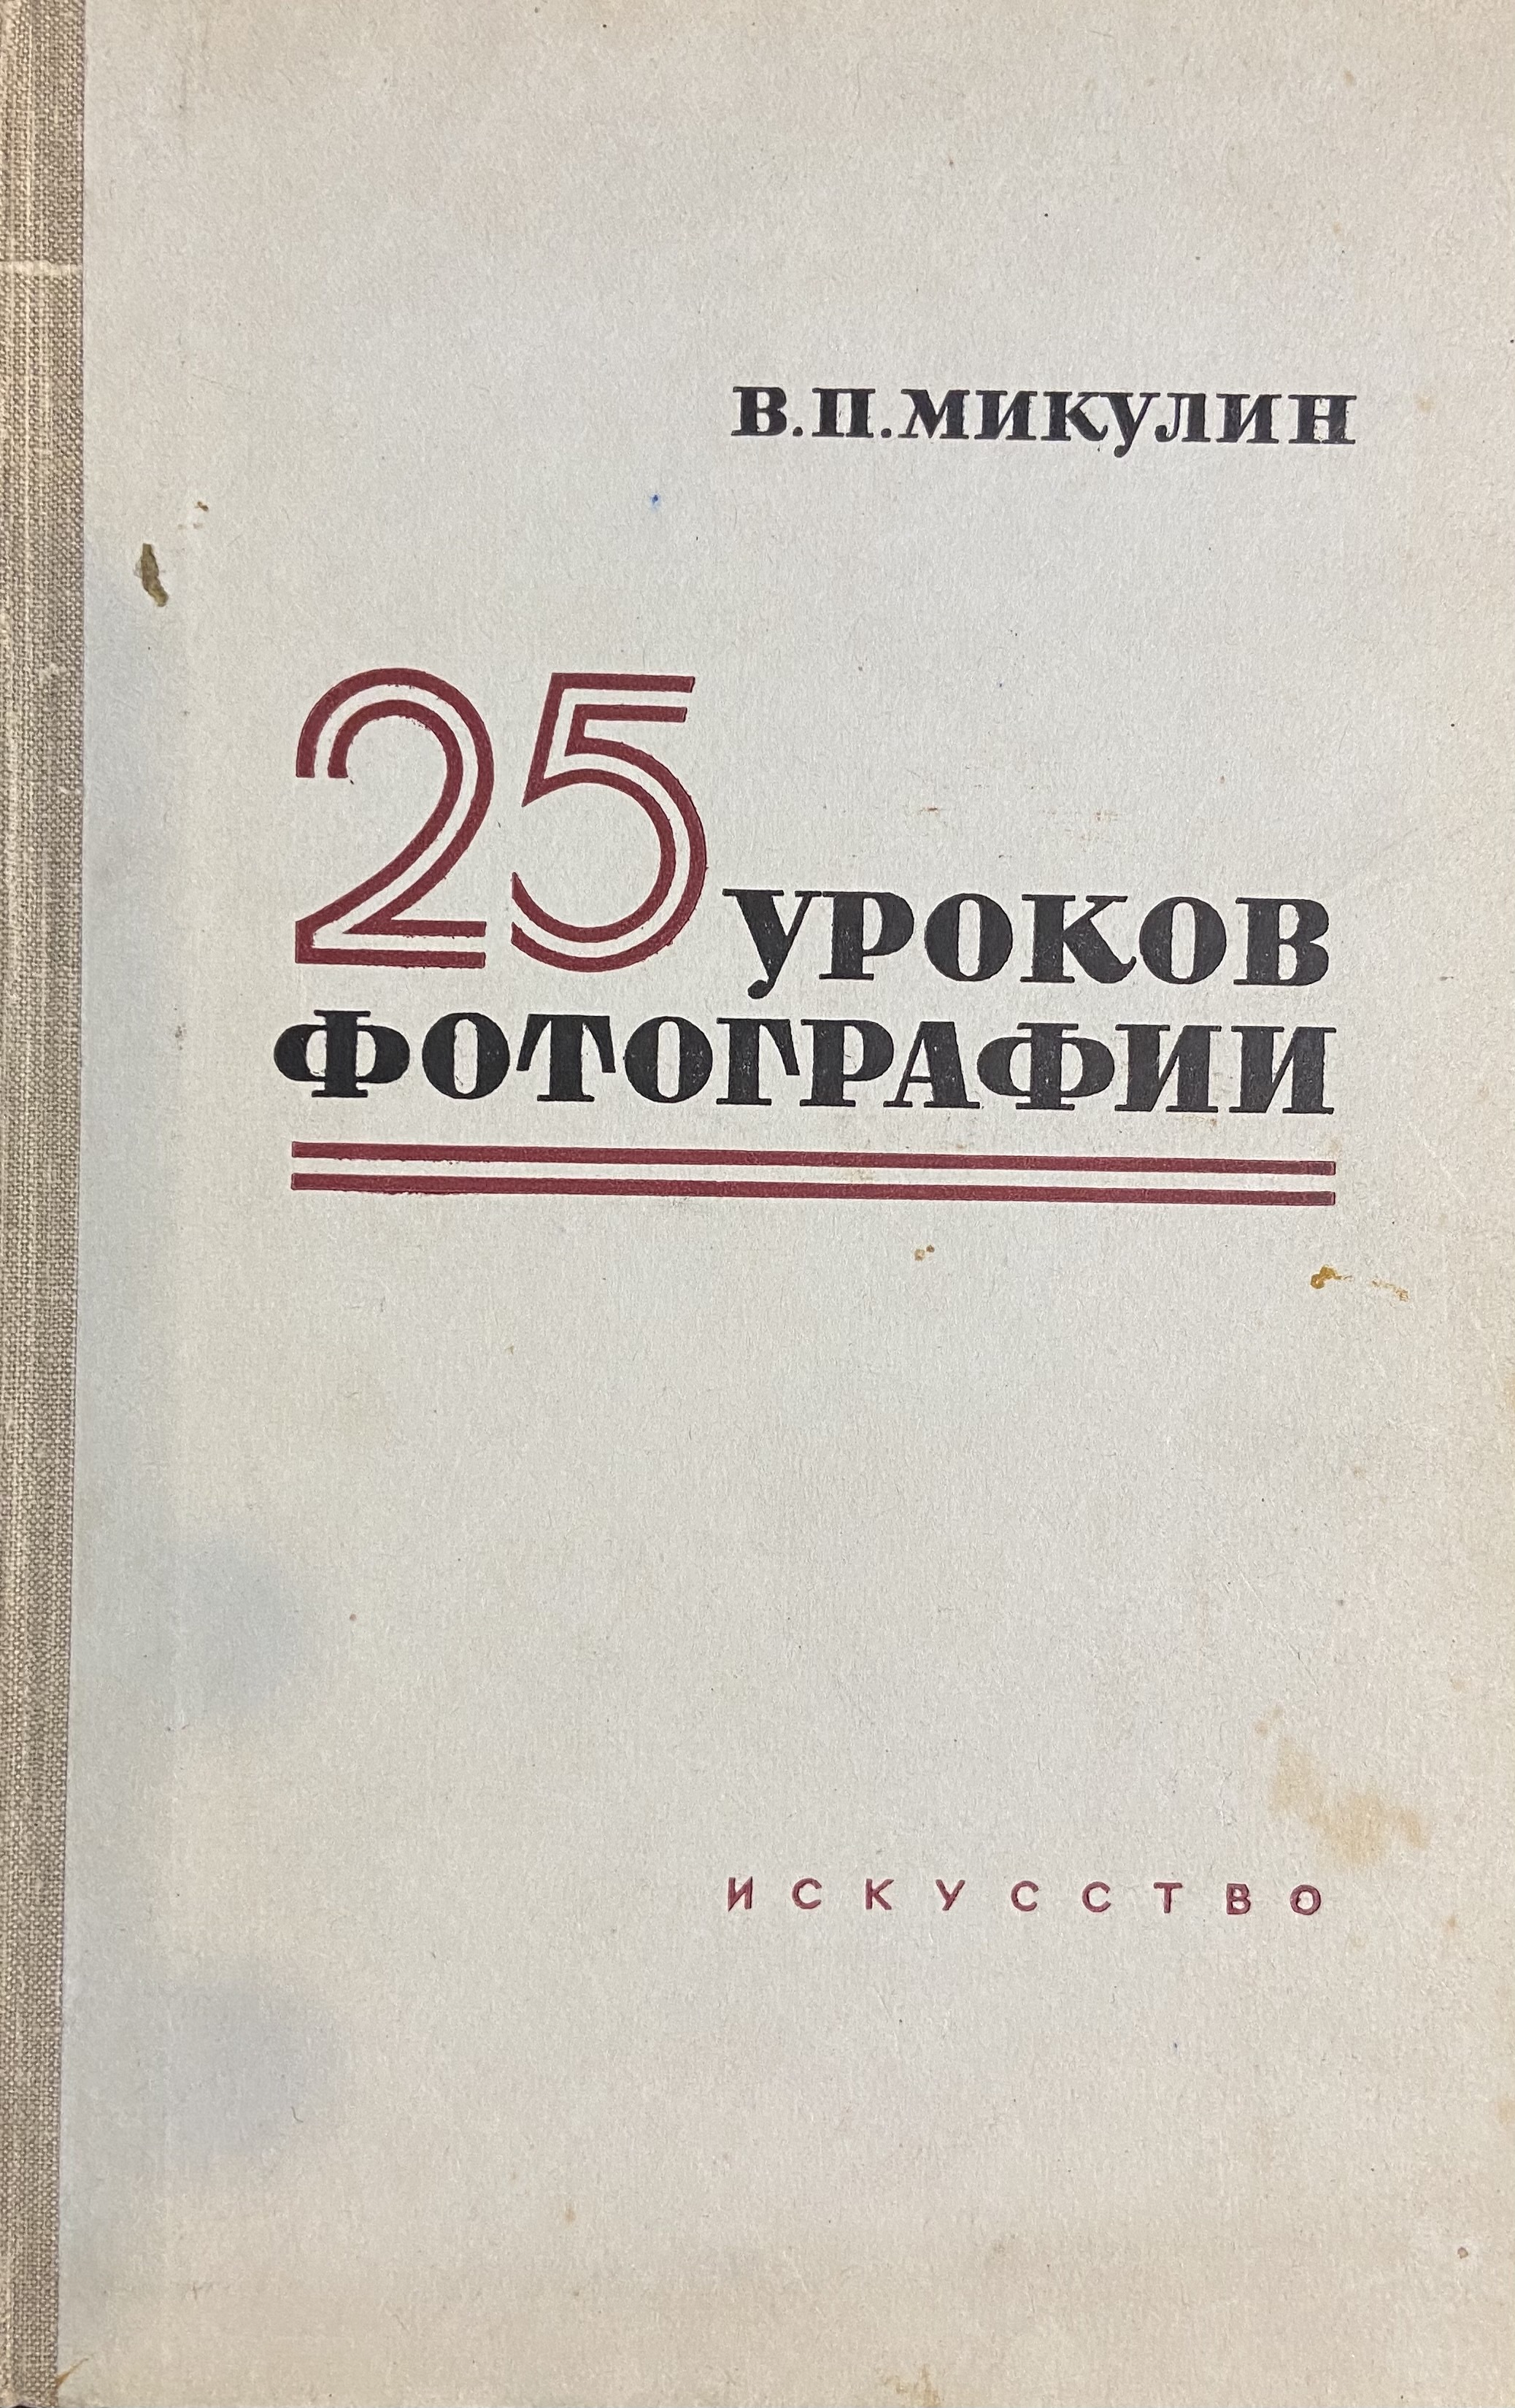 В.П.МИКУЛИН
25 УРОКОВ
ФОТОГРАФИИ
ИСКУССТВО